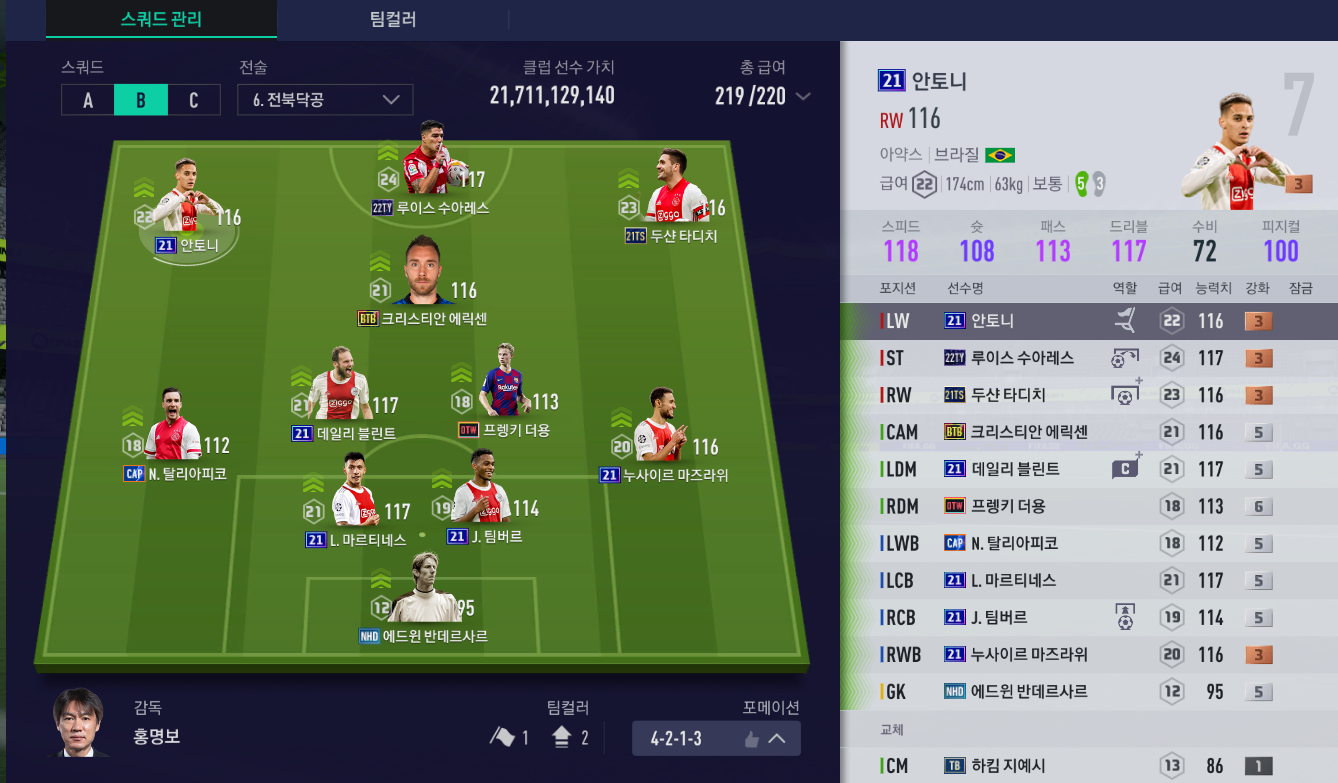 스쿼드 관리 팀컬러
스쿼드 전술 클럽 선수 가치 총 급여
A B C 6. 전북닥공 21,711,129,140 219 /220
24 117
22TY 루이스 수아레스
22 116
21 안토니
23 116
21TS 두샨 타디치
21 116
BTB 크리스티안 에릭센
21 117
21 데일리 블린트
18 113
OTW 프렝키 더용
18 112
CAP N. 탈리아피코
20 116
21 누사이르 마즈라위
21 117
21 L. 마르티네스
19 114
21 J. 팀버르
12 95
NHD 에드윈 반데르사르
감독
홍명보
팀컬러 포메이션
1 2 4-2-1-3
21 안토니 7
RW 116
아약스 브라질
급여 22 174cm 63kg 보통 5 3
3
스피드 슛 패스 드리블 수비 피지컬
118 108 113 117 72 100
포지션 선수명 역할 급여 능력치 강화 잠금
LW 21 안토니 22 116 3
ST 22TY 루이스 수아레스 24 117 3
RW 21TS 두샨 타디치 23 116 3
CAM BTB 크리스티안 에릭센 21 116 5
LDM 21 데일리 블린트 C 21 117 5
RDM OTW 프렝키 더용 18 113 6
LWB CAP N. 탈리아피코 18 112 5
LCB 21 L. 마르티네스 21 117 5
RCB 21 J. 팀버르 19 114 5
RWB 21 누사이르 마즈라위 20 116 3
GK NHD 에드윈 반데르사르 12 95 5
교체
CM TB 하킴 지예시 13 86 1